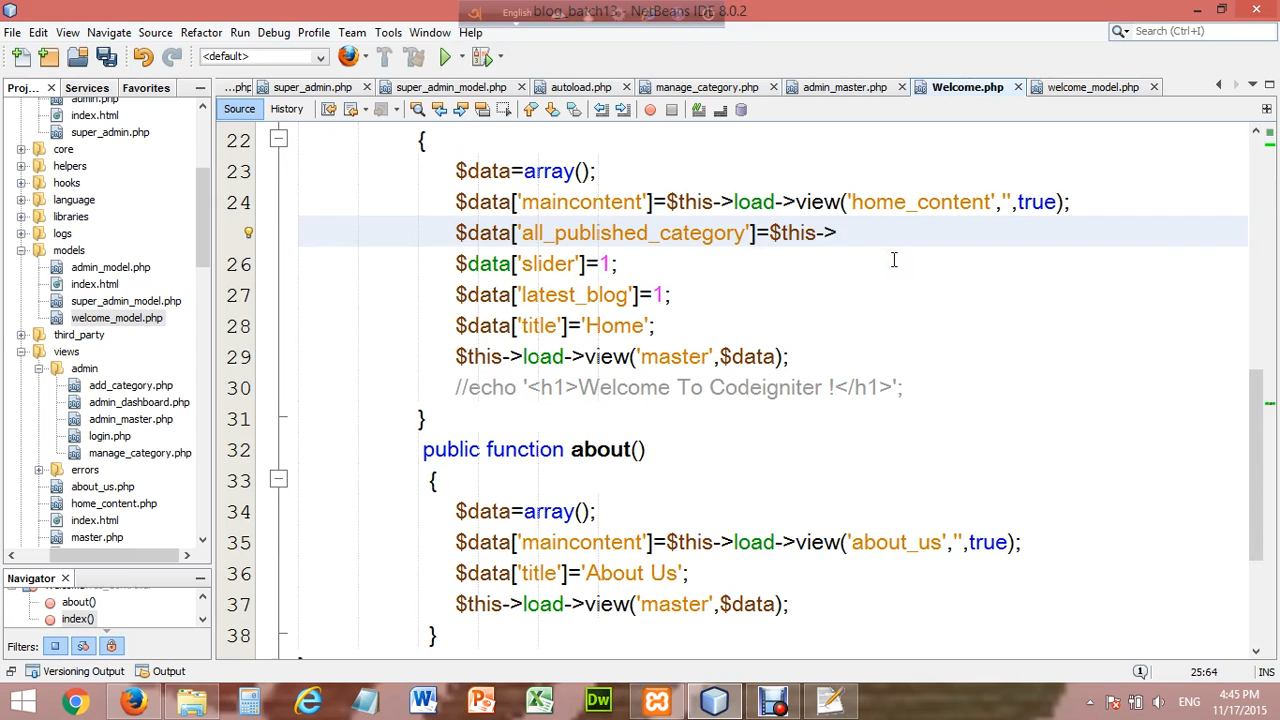 English
blog_batch13 - NetBeans IDE 8.0.2
File Edit View Navigate Source Refactor Run Debug Profile Team Tools Window Help
Search (Ctrl+I)
<default>
Proj... Services Favorites
...php super_admin.php super_admin_model.php autoload.php manage_category.php admin_master.php Welcome.php welcome_model.php
Source History
admin.php
index.html
super_admin.php
core
helpers
hooks
language
libraries
logs
models
admin_model.php
index.html
super_admin_model.php
welcome_model.php
third_party
views
admin
add_category.php
admin_dashboard.php
admin_master.php
login.php
manage_category.php
errors
about_us.php
home_content.php
index.html
master.php
22 {
23 $data=array();
24 $data['maincontent']=$this->load->view('home_content','',true);
$data['all_published_category']=$this->
26 $data['slider']=1;
27 $data['latest_blog']=1;
28 $data['title']='Home';
29 $this->load->view('master',$data);
30 //echo '<h1>Welcome To Codeigniter !</h1>';
31 }
32 public function about()
33 {
34 $data=array();
35 $data['maincontent']=$this->load->view('about_us','',true);
36 $data['title']='About Us';
37 $this->load->view('master',$data);
38 }
Navigator
about()
index()
Filters:
Versioning Output Output
25:64 INS
ENG
4:45 PM
11/17/2015